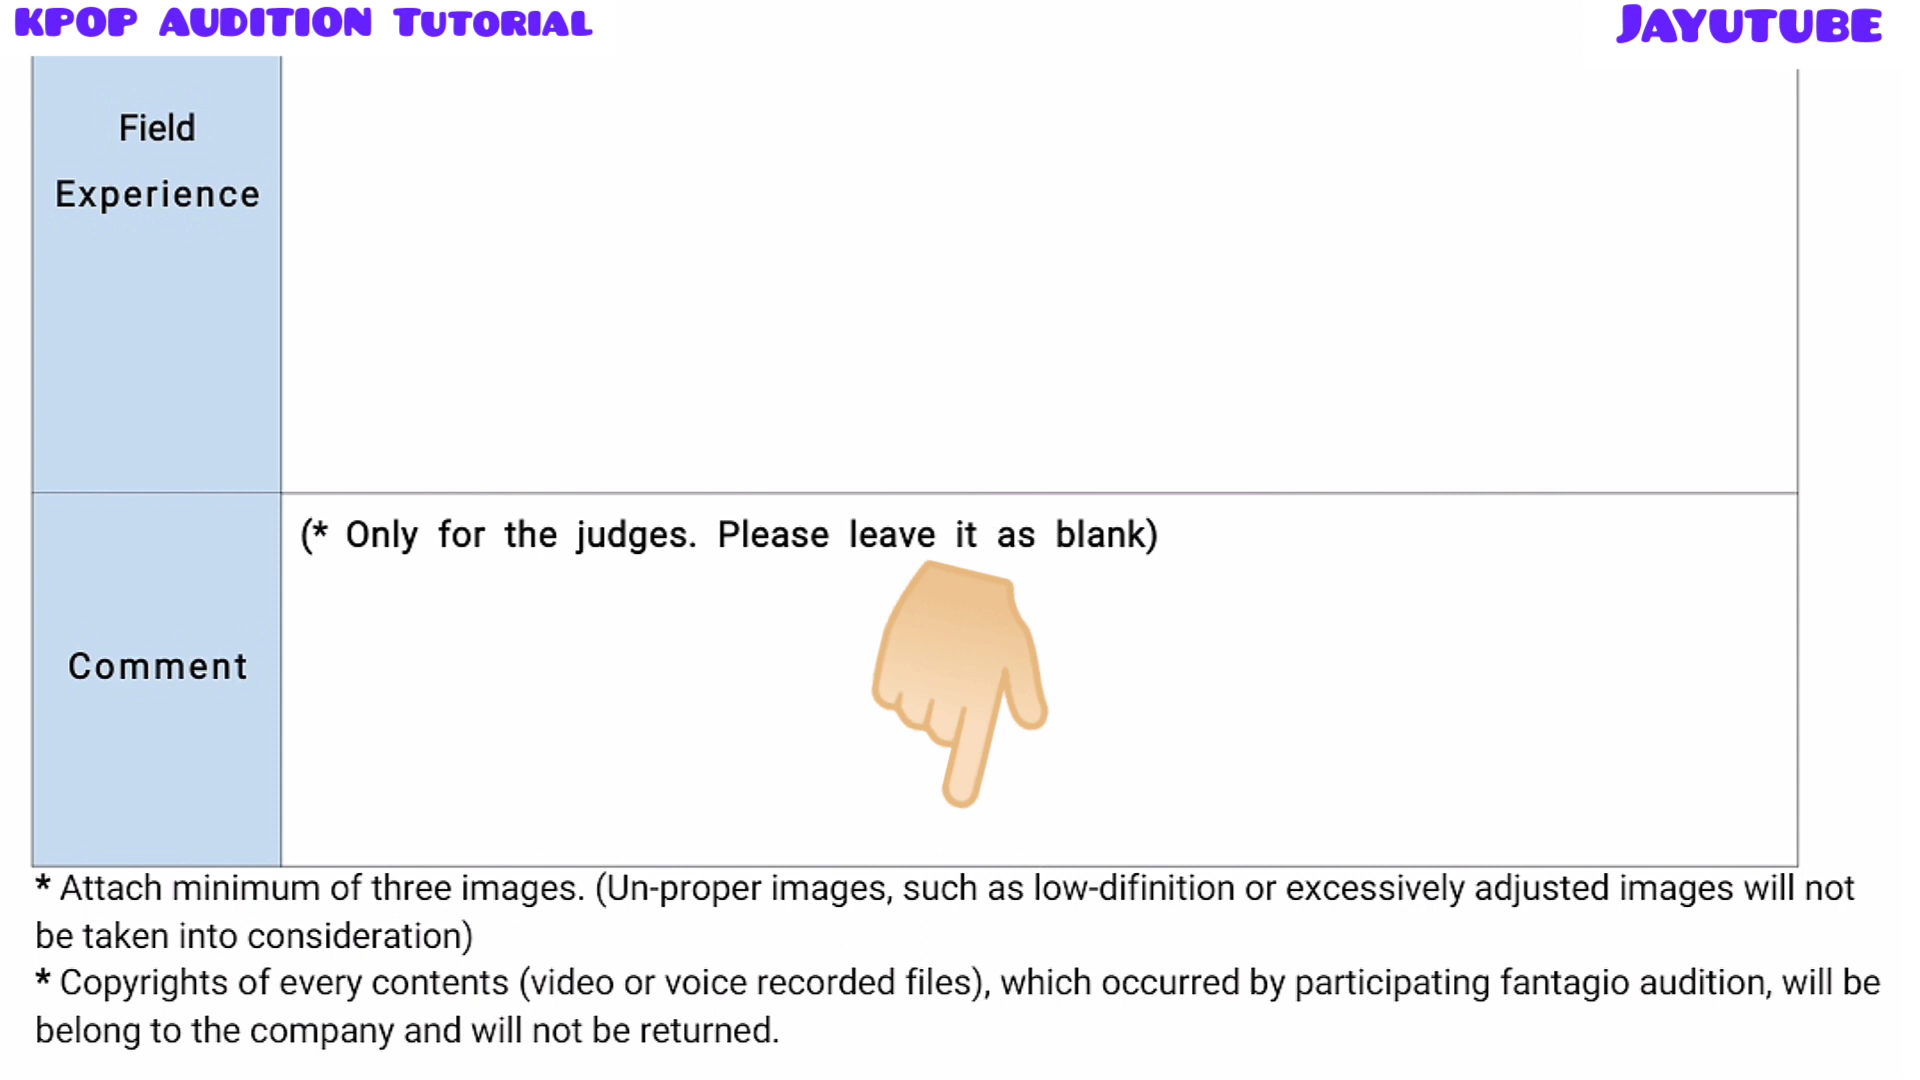 KPOP AUDITION TUTORIAL
JAYUTUBE
Field
Experience
(* Only for the judges. Please leave it as blank)
Comment
* Attach minimum of three images. (Un-proper images, such as low-difinition or excessively adjusted images will not
be taken into consideration)
* Copyrights of every contents (video or voice recorded files), which occurred by participating fantagio audition, will be
belong to the company and will not be returned.